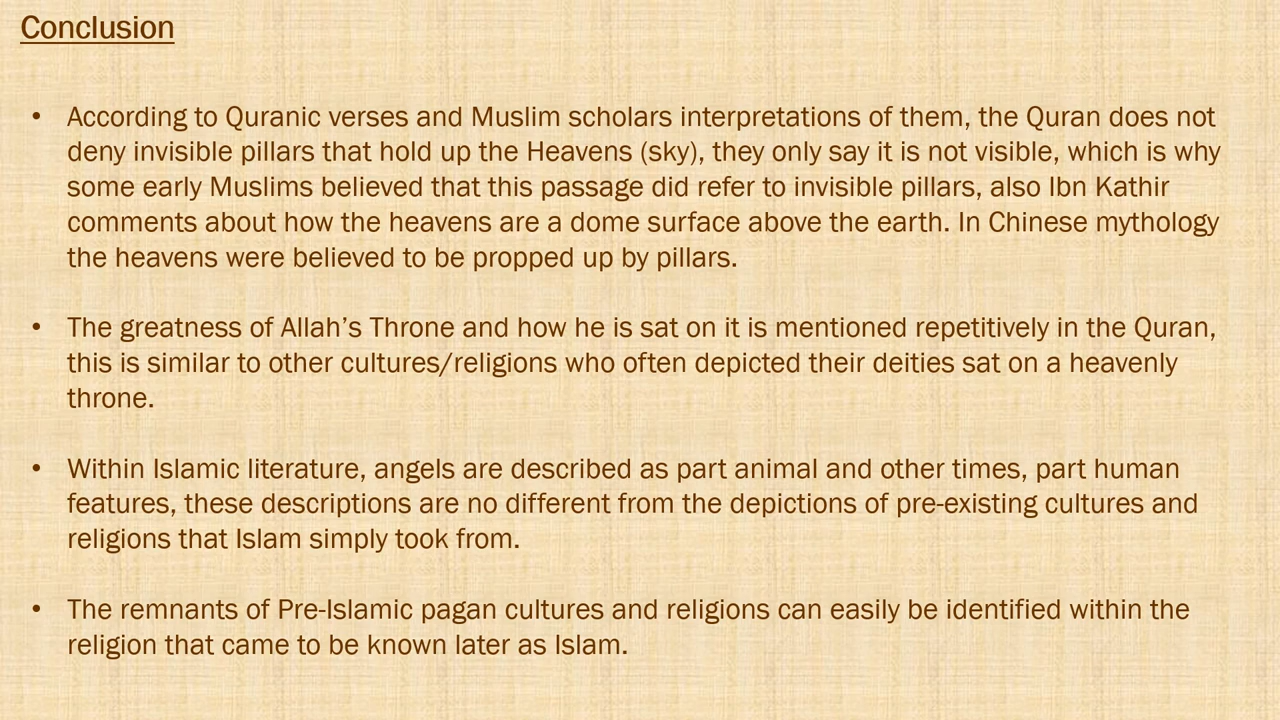 Conclusion
• According to Quranic verses and Muslim scholars interpretations of them, the Quran does not
deny invisible pillars that hold up the Heavens (sky), they only say it is not visible, which is why
some early Muslims believed that this passage did refer to invisible pillars, also Ibn Kathir
comments about how the heavens are a dome surface above the earth. In Chinese mythology
the heavens were believed to be propped up by pillars.
• The greatness of Allah’s Throne and how he is sat on it is mentioned repetitively in the Quran,
this is similar to other cultures/religions who often depicted their deities sat on a heavenly
throne.
• Within Islamic literature, angels are described as part animal and other times, part human
features, these descriptions are no different from the depictions of pre-existing cultures and
religions that Islam simply took from.
• The remnants of Pre-Islamic pagan cultures and religions can easily be identified within the
religion that came to be known later as Islam.